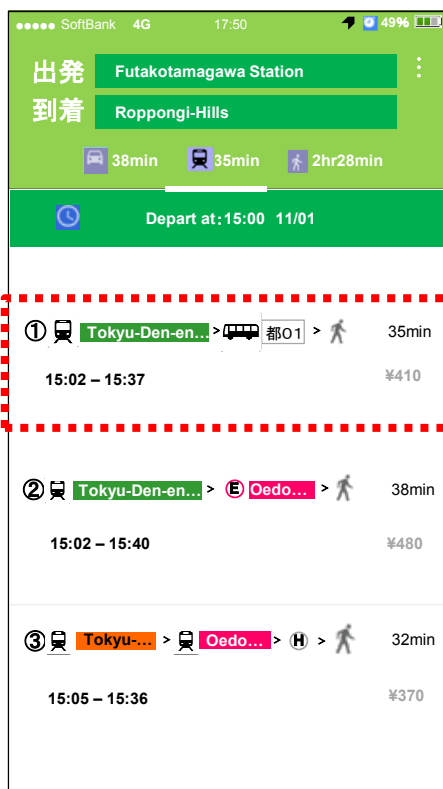 SoftBank 4G 17:50 49%
出発 Futakotamagawa Station
到着 Roppongi-Hills
38min 35min 2hr28min
Depart at:15:00 11/01
① Tokyu-Den-en... > 都01 > 35min
15:02 – 15:37 ¥410
② Tokyu-Den-en... > E Oedo... > 38min
15:02 – 15:40 ¥480
③ Tokyu-... > Oedo... > H > 32min
15:05 – 15:36 ¥370